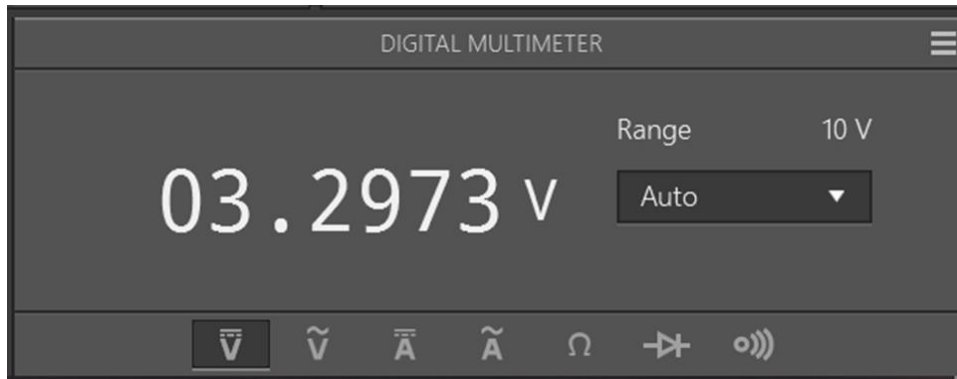 DIGITAL MULTIMETER
Range 10 V
03.2973 V
Auto
V V A A Ω